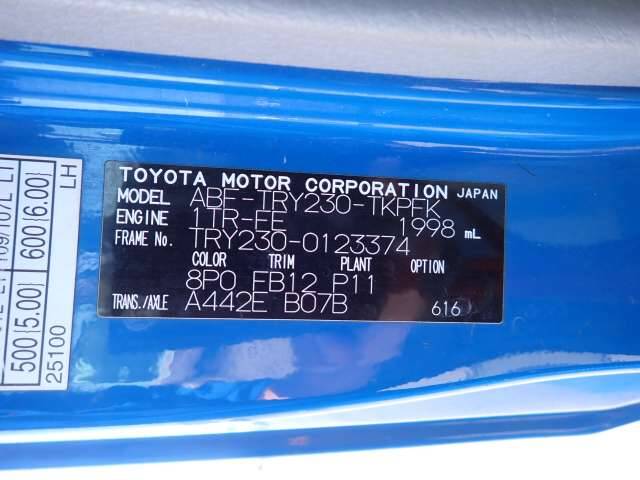 TOYOTA MOTOR CORPORATION JAPAN
MODEL ABF-TRY230-TKPFK
ENGINE 1TR-FE 1998 mL
FRAME No. TRY230-0123374
COLOR TRIM PLANT OPTION
8P0 FB12 P11
TRANS./AXLE A442E B07B 616
LH
600[6.00]
500[5.00]
25100